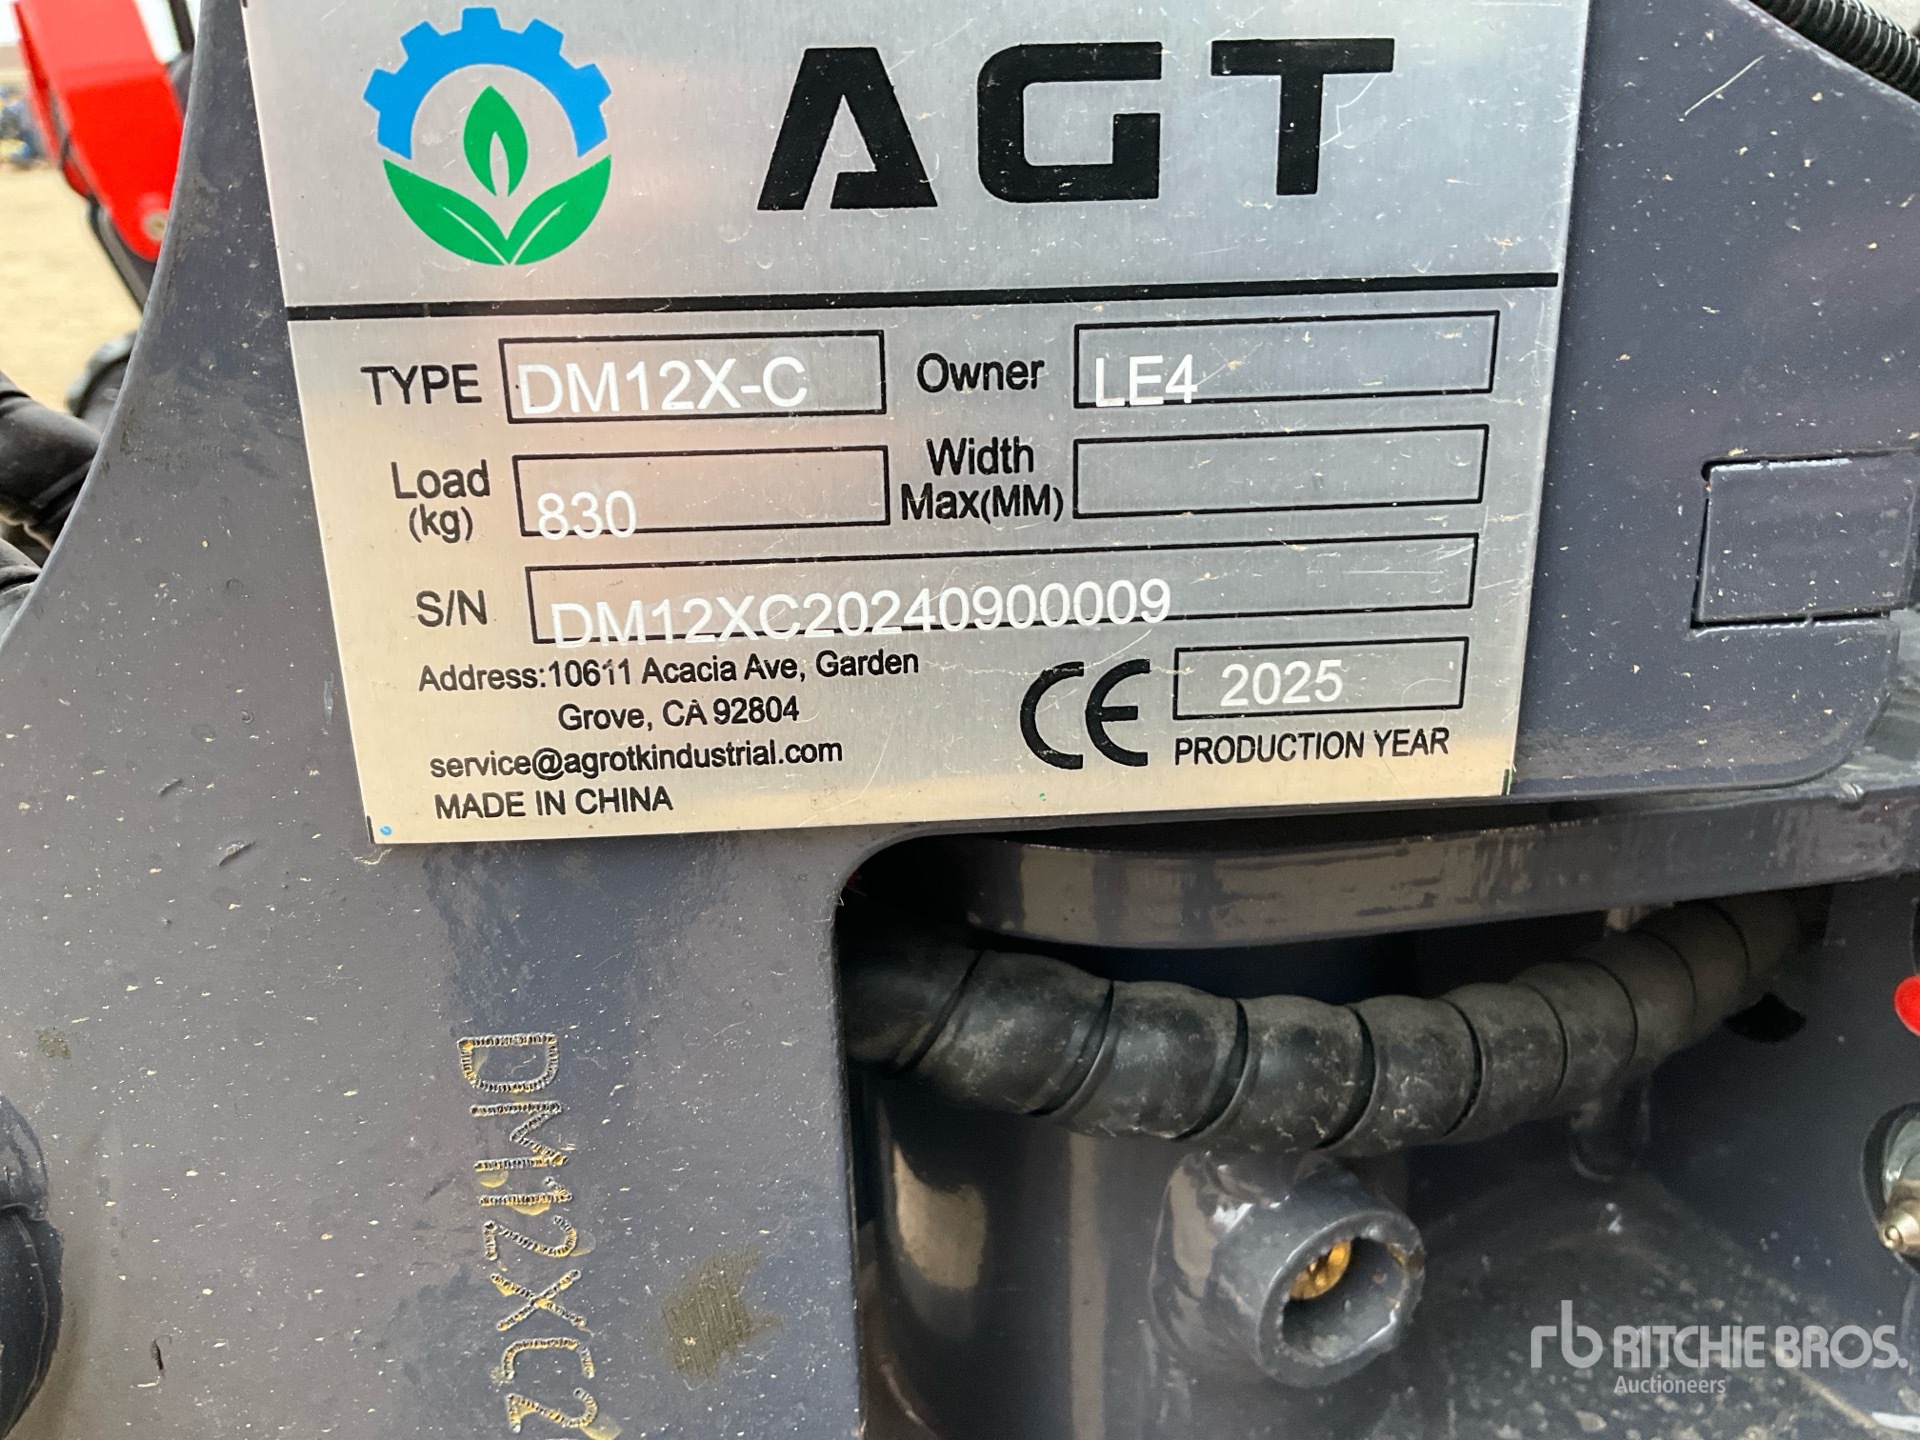 AGT
TYPE DM12X-C Owner LE4
Load (kg) 830 Width Max(MM)
S/N DM12XC20240900009
Address:10611 Acacia Ave, Garden
Grove, CA 92804
service@agrotkindustrial.com
MADE IN CHINA
CE 2025
PRODUCTION YEAR
DM12XC2
rb RITCHIE BROS.
Auctioneers